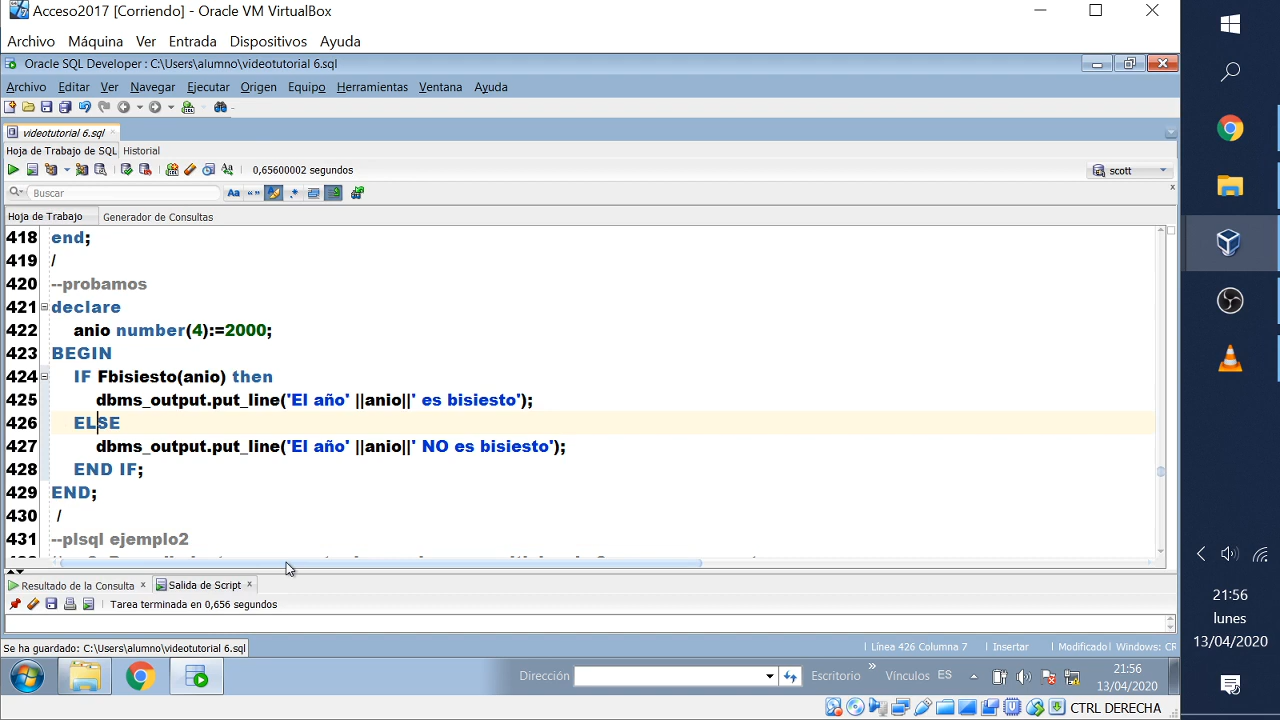 Acceso2017 [Corriendo] - Oracle VM VirtualBox
Archivo Máquina Ver Entrada Dispositivos Ayuda
Oracle SQL Developer : C:\Users\alumno\videotutorial 6.sql
Archivo Editar Ver Navegar Ejecutar Origen Equipo Herramientas Ventana Ayuda
videotutorial 6.sql
Hoja de Trabajo de SQL Historial
0,65600002 segundos
scott
Buscar
Hoja de Trabajo Generador de Consultas
418 end;
419 /
420 --probamos
421 declare
422 anio number(4):=2000;
423 BEGIN
424 IF Fbisiesto(anio) then
425 dbms_output.put_line('El año' ||anio||' es bisiesto');
426 ELSE
427 dbms_output.put_line('El año' ||anio||' NO es bisiesto');
428 END IF;
429 END;
430 /
431 --plsql ejemplo2
Resultado de la Consulta Salida de Script
Tarea terminada en 0,656 segundos
Se ha guardado: C:\Users\alumno\videotutorial 6.sql
Línea 426 Columna 7 Insertar Modificado Windows: CR
Dirección Escritorio Vínculos ES
21:56
13/04/2020
CTRL DERECHA
21:56
lunes
13/04/2020